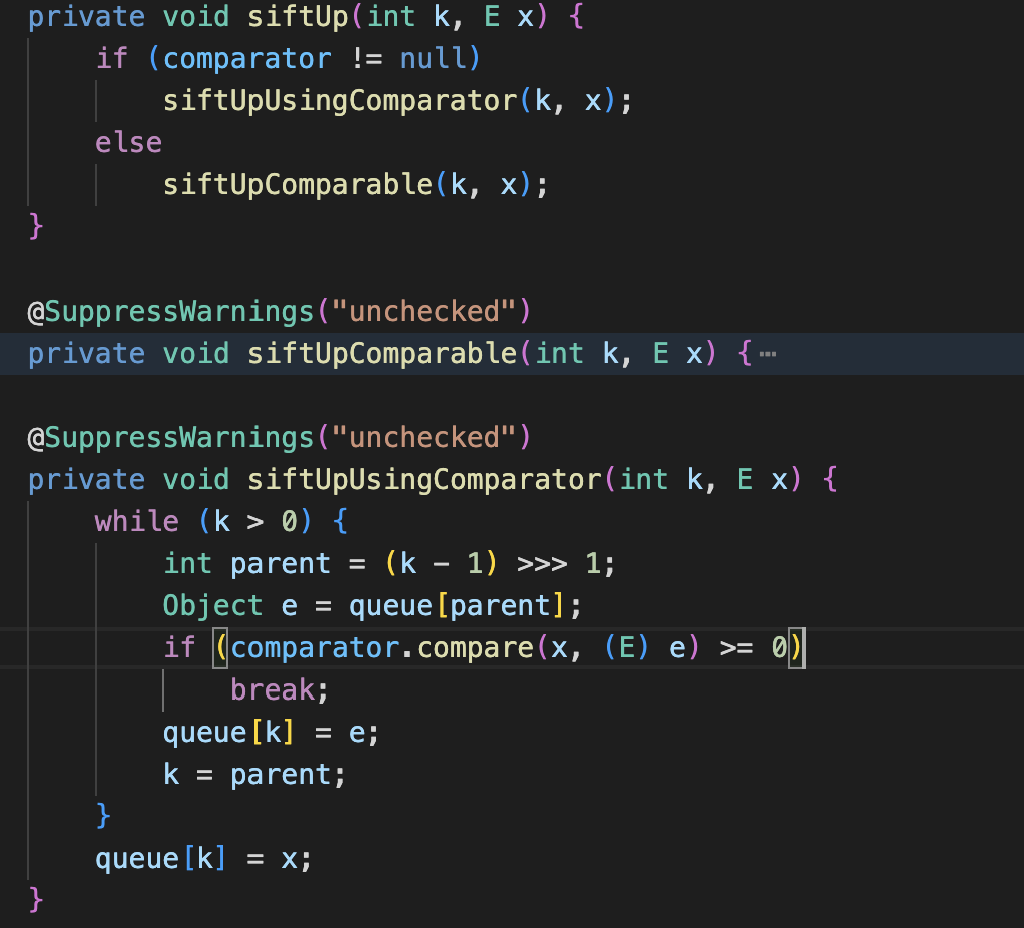 private void siftUp(int k, E x) {
    if (comparator != null)
        siftUpUsingComparator(k, x);
    else
        siftUpComparable(k, x);
}

@SuppressWarnings("unchecked")
private void siftUpComparable(int k, E x) {⋯

@SuppressWarnings("unchecked")
private void siftUpUsingComparator(int k, E x) {
    while (k > 0) {
        int parent = (k - 1) >>> 1;
        Object e = queue[parent];
        if (comparator.compare(x, (E) e) >= 0)
            break;
        queue[k] = e;
        k = parent;
    }
    queue[k] = x;
}